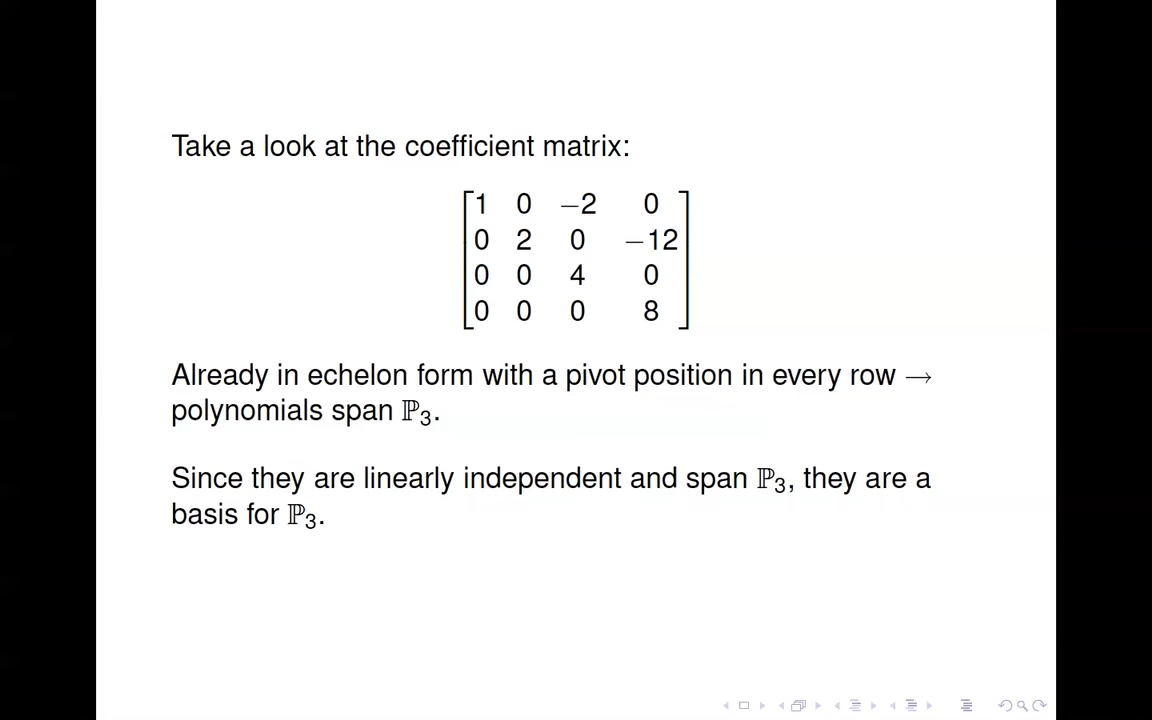 Take a look at the coefficient matrix:
1 0 −2 0
0 2 0 −12
0 0 4 0
0 0 0 8
Already in echelon form with a pivot position in every row →
polynomials span ℙ₃.
Since they are linearly independent and span ℙ₃, they are a
basis for ℙ₃.